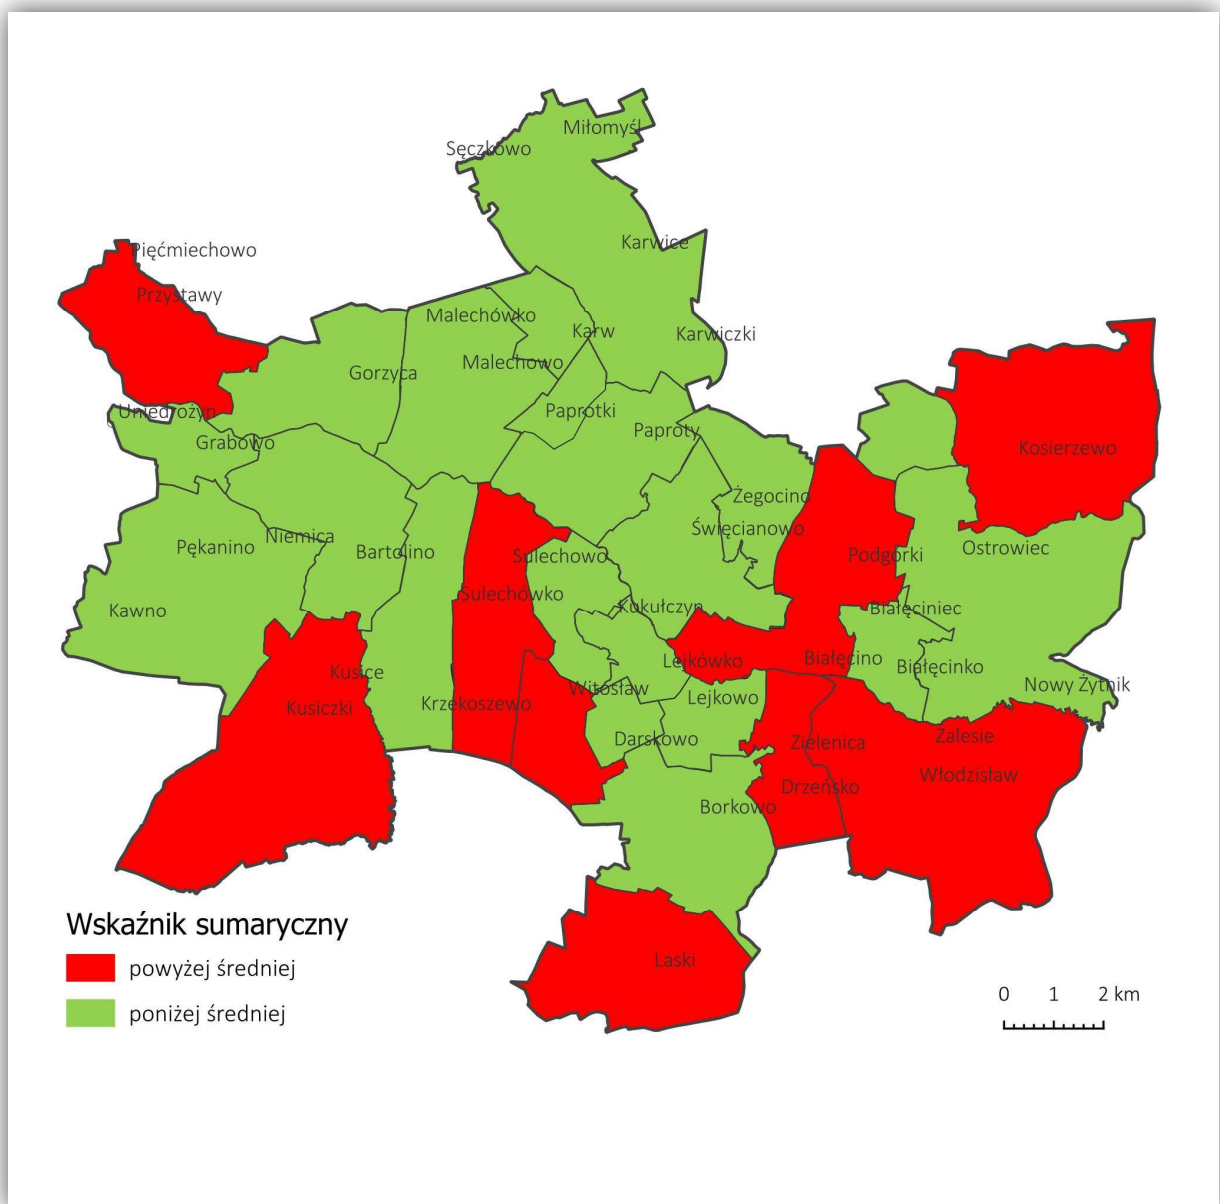 Miłomyśl
Sęczkowo
Karwice
Pięćmiechowo
Przystawy
Malechówko
Karw
Karwiczki
Malechowo
Gorzyca
Paprotki
Uniedrożyn
Paproty
Grabowo
Kosierzewo
Żegocino
Święcianowo
Niemica
Pękanino
Bartolino
Sulechowo
Podgórki
Ostrowiec
Sulechówko
Kawno
Kukułczyn
Białęciniec
Lejkówko
Białęcino
Białęcinko
Kusice
Witosław
Nowy Żytnik
Kusiczki
Krzekoszewo
Lejkowo
Darskowo
Zielenica
Zalesie
Włodzisław
Drzeńsko
Borkowo
Wskaźnik sumaryczny
powyżej średniej
poniżej średniej
Laski
0 1 2 km